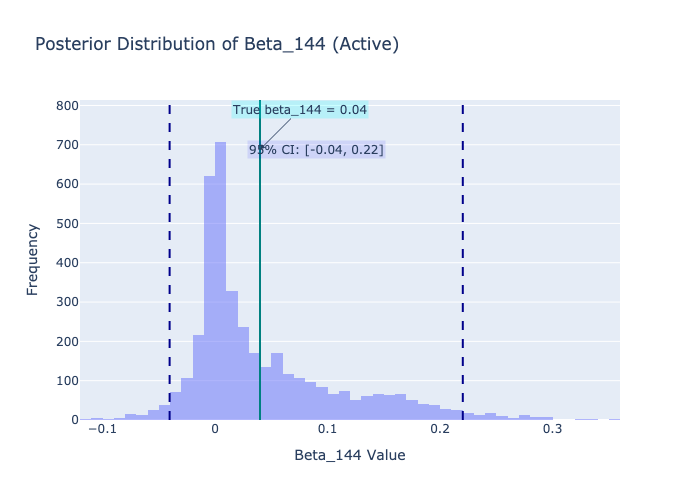 Posterior Distribution of Beta_144 (Active)
True beta_144 = 0.04
95% CI: [-0.04, 0.22]
800
700
600
500
400
300
200
100
0
Frequency
−0.1
0
0.1
0.2
0.3
Beta_144 Value